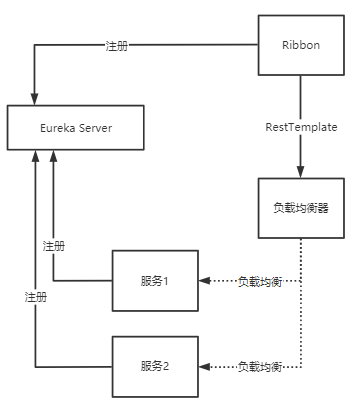 Ribbon
注册
Eureka Server
RestTemplate
负载均衡器
注册
服务1
负载均衡
注册
服务2
负载均衡